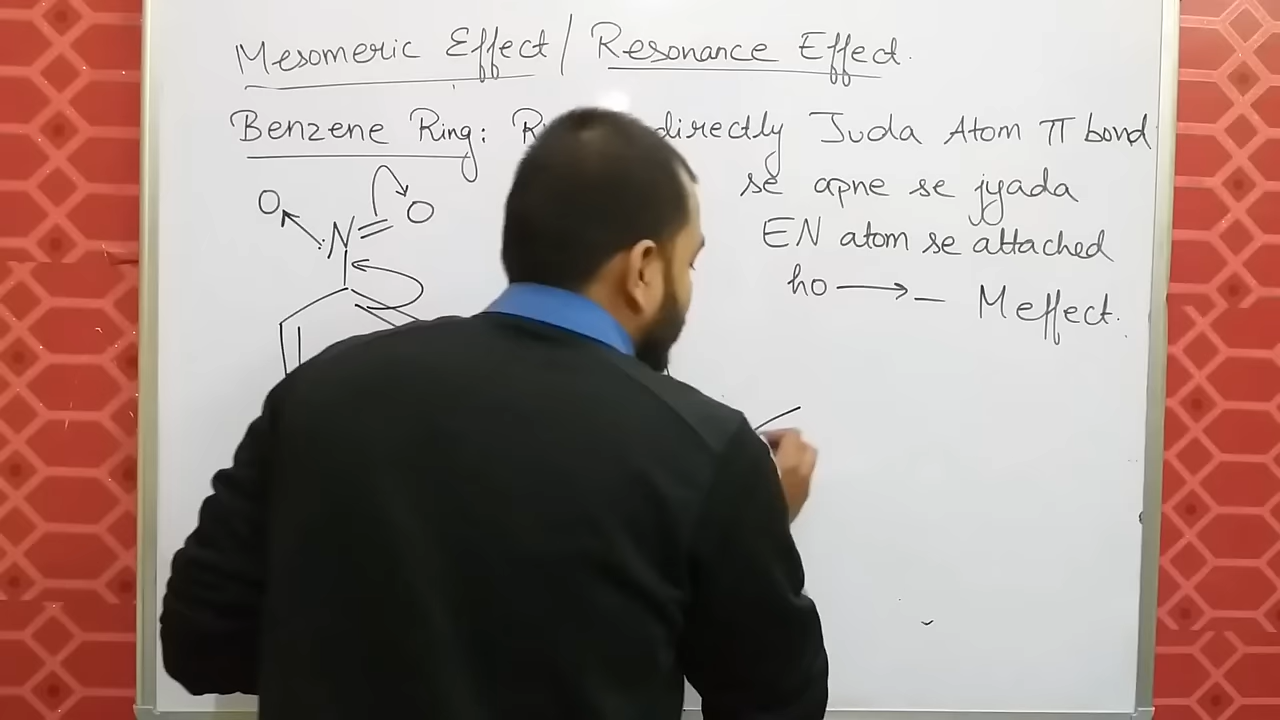 Mesomeric Effect / Resonance Effect.
Benzene Ring: directly Juda Atom π bond
se apne se jyada
EN atom se attached
ho → - M effect.
O
O
N